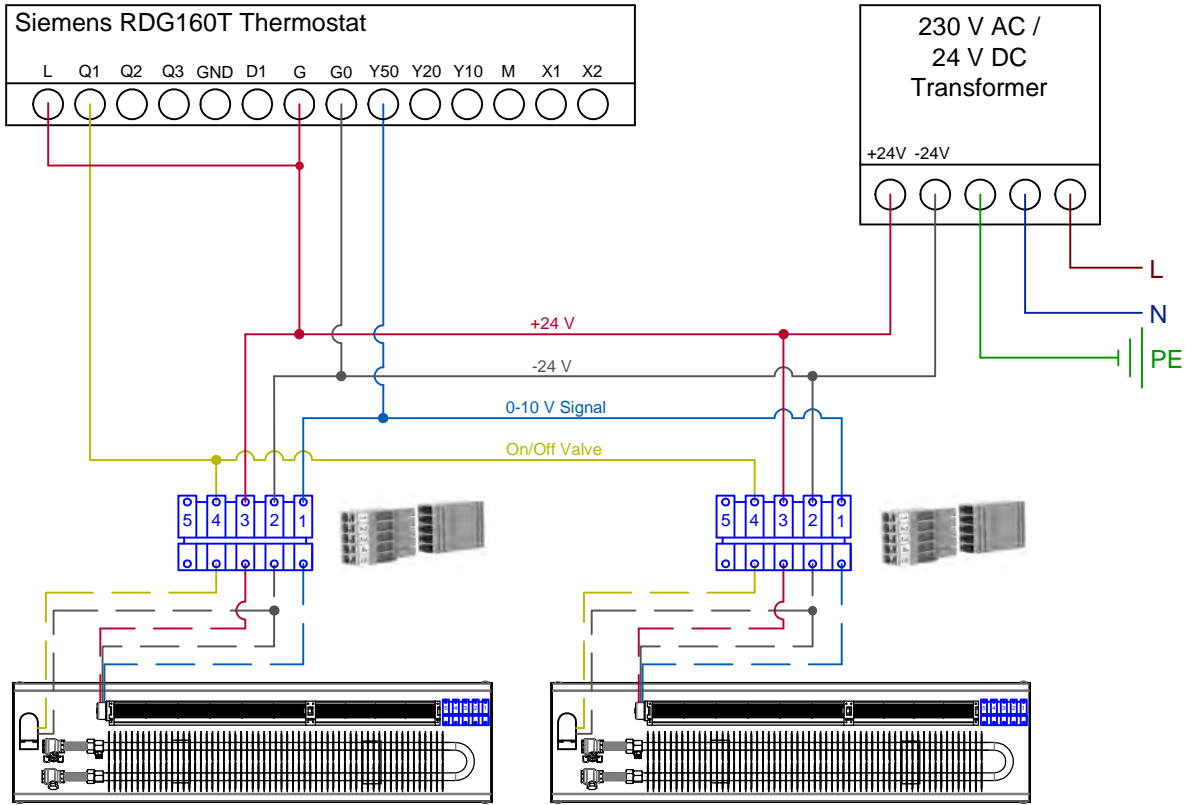 Siemens RDG160T Thermostat
L Q1 Q2 Q3 GND D1 G G0 Y50 Y20 Y10 M X1 X2
230 V AC /
24 V DC
Transformer
+24V -24V
L
N
PE
+24 V
-24 V
0-10 V Signal
On/Off Valve
5 4 3 2 1
5 4 3 2 1